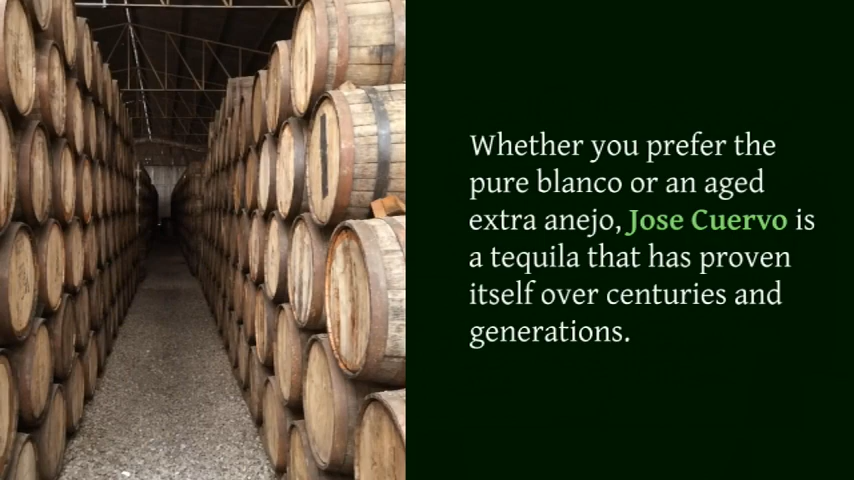 Whether you prefer the
pure blanco or an aged
extra anejo, Jose Cuervo is
a tequila that has proven
itself over centuries and
generations.